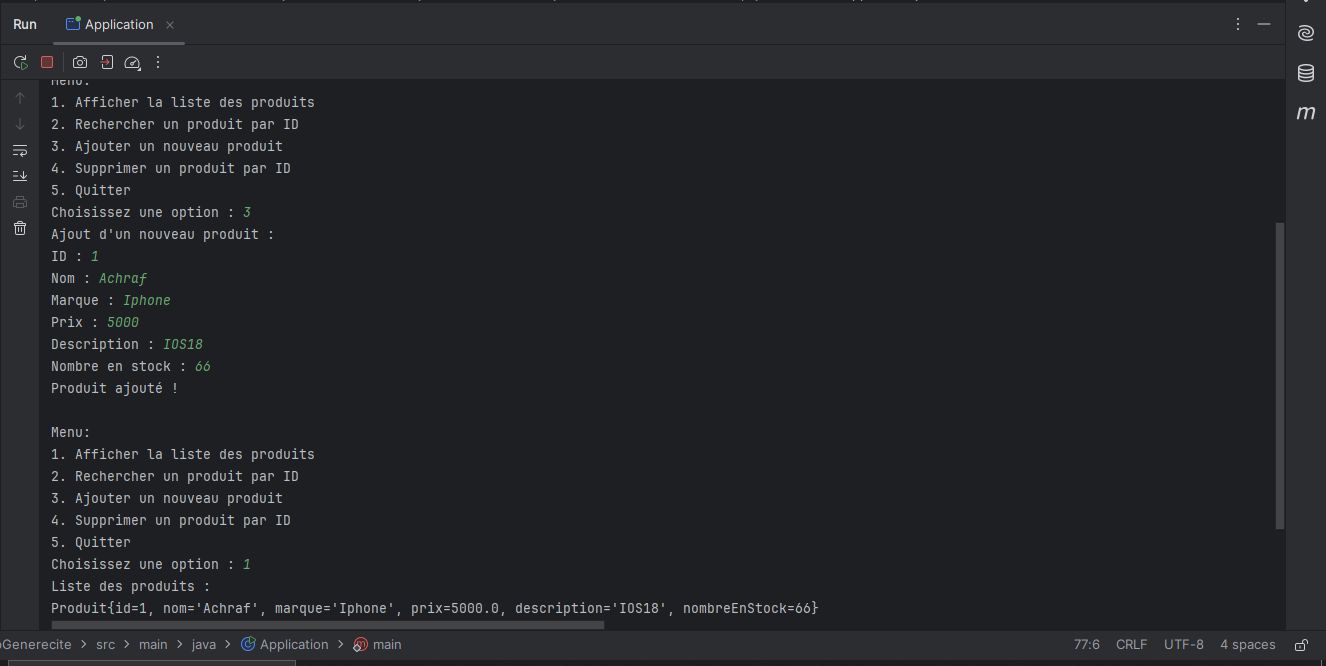 Run
Application
Menu:
1. Afficher la liste des produits
2. Rechercher un produit par ID
3. Ajouter un nouveau produit
4. Supprimer un produit par ID
5. Quitter
Choisissez une option : 3
Ajout d'un nouveau produit :
ID : 1
Nom : Achraf
Marque : Iphone
Prix : 5000
Description : IOS18
Nombre en stock : 66
Produit ajouté !
Menu:
1. Afficher la liste des produits
2. Rechercher un produit par ID
3. Ajouter un nouveau produit
4. Supprimer un produit par ID
5. Quitter
Choisissez une option : 1
Liste des produits :
Produit{id=1, nom='Achraf', marque='Iphone', prix=5000.0, description='IOS18', nombreEnStock=66}
Generecite > src > main > java > Application > main 77:6 CRLF UTF-8 4 spaces